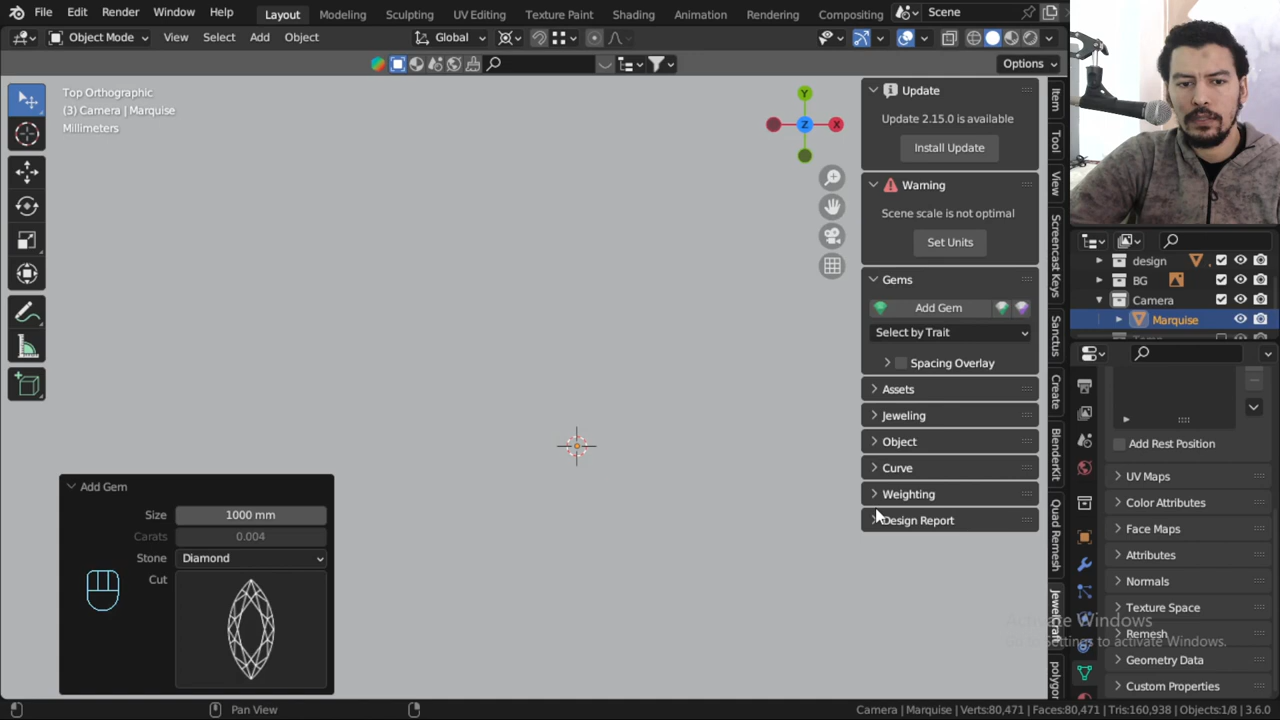 File Edit Render Window Help Layout Modeling Sculpting UV Editing Texture Paint Shading Animation Rendering Compositing Scene
Object Mode View Select Add Object Global
Options
Top Orthographic
(3) Camera | Marquise
Millimeters
Y
Z
X
Update
Update 2.15.0 is available
Install Update
Warning
Scene scale is not optimal
Set Units
Gems
Add Gem
Select by Trait
Spacing Overlay
Assets
Jeweling
Object
Curve
Weighting
Design Report
Item
Tool
View
Screencast Keys
Sanctus
Create
BlenderKit
Quad Remesh
JewelCraft
polygon
design
BG
Camera
Marquise
Add Rest Position
UV Maps
Color Attributes
Face Maps
Attributes
Normals
Texture Space
Remesh
Geometry Data
Custom Properties
Activate Windows
Go to Settings to activate Windows.
Add Gem
Size 1000 mm
Carats 0.004
Stone Diamond
Cut
Pan View
Camera | Marquise | Verts:80,471 | Faces:80,471 | Tris:160,938 | Objects:1/8 | 3.6.0